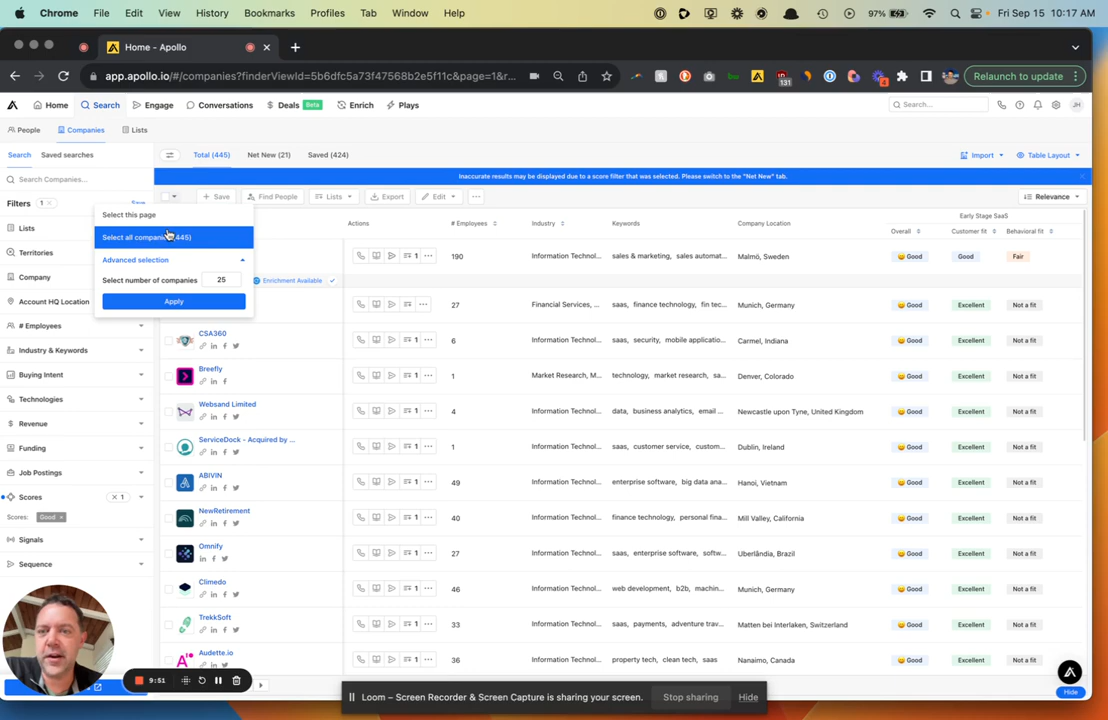 Chrome File Edit View History Bookmarks Profiles Tab Window Help 97% Fri Sep 15 10:17 AM
Home - Apollo
app.apollo.io/#/companies?finderViewId=5b6dfc5a73f47568b2e5f11c&page=1&r... 131 4 Relaunch to update
Home Search Engage Conversations Deals Beta Enrich Plays Search... JH
People Companies Lists
Search Saved searches Total (445) Net New (21) Saved (424) Import Table Layout
Search Companies... Inaccurate results may be displayed due to a score filter that was selected. Please switch to the "Net New" tab.
Filters 1 Save Find People Lists Export Edit Relevance
Select this page
Early Stage SaaS
Actions # Employees Industry Keywords Company Location Overall Customer fit Behavioral fit
Lists
Select all (445)
Territories
Advanced selection
190 Information Technol... sales & marketing, sales automat... Malmö, Sweden Good Good Fair
Company
Select number of companies 25
Enrichment Available
Account HQ Location
Apply
27 Financial Services, ... saas, finance technology, fin tec... Munich, Germany Good Excellent Not a fit
# Employees
CSA360
1 6 Information Technol... saas, security, mobile applicatio... Carmel, Indiana Good Excellent Not a fit
Industry & Keywords
Buying Intent
Breefly
1 1 Market Research, M... technology, market research, sa... Denver, Colorado Good Excellent Not a fit
Technologies
Websand Limited
1 4 Information Technol... data, business analytics, email ... Newcastle upon Tyne, United Kingdom Good Excellent Not a fit
Revenue
ServiceDock - Acquired by ...
1 1 Information Technol... saas, customer service, custom... Dublin, Ireland Good Excellent Not a fit
Funding
Job Postings
ABIVIN
1 49 Information Technol... enterprise software, big data ana... Hanoi, Vietnam Good Excellent Not a fit
Scores 1
Scores: Good
NewRetirement
1 40 Information Technol... finance technology, personal fina... Mill Valley, California Good Excellent Not a fit
Signals
Omnify
1 27 Information Technol... saas, enterprise software, softw... Uberlândia, Brazil Good Excellent Not a fit
Sequence
Climedo
1 46 Information Technol... web development, b2b, machin... Munich, Germany Good Excellent Not a fit
TrekkSoft
1 33 Information Technol... saas, payments, adventure trav... Matten bei Interlaken, Switzerland Good Excellent Not a fit
Audette.io
1 36 Information Technol... property tech, clean tech, saas Nanaimo, Canada Good Excellent Not a fit
9:51
Loom – Screen Recorder & Screen Capture is sharing your screen. Stop sharing Hide
Hide